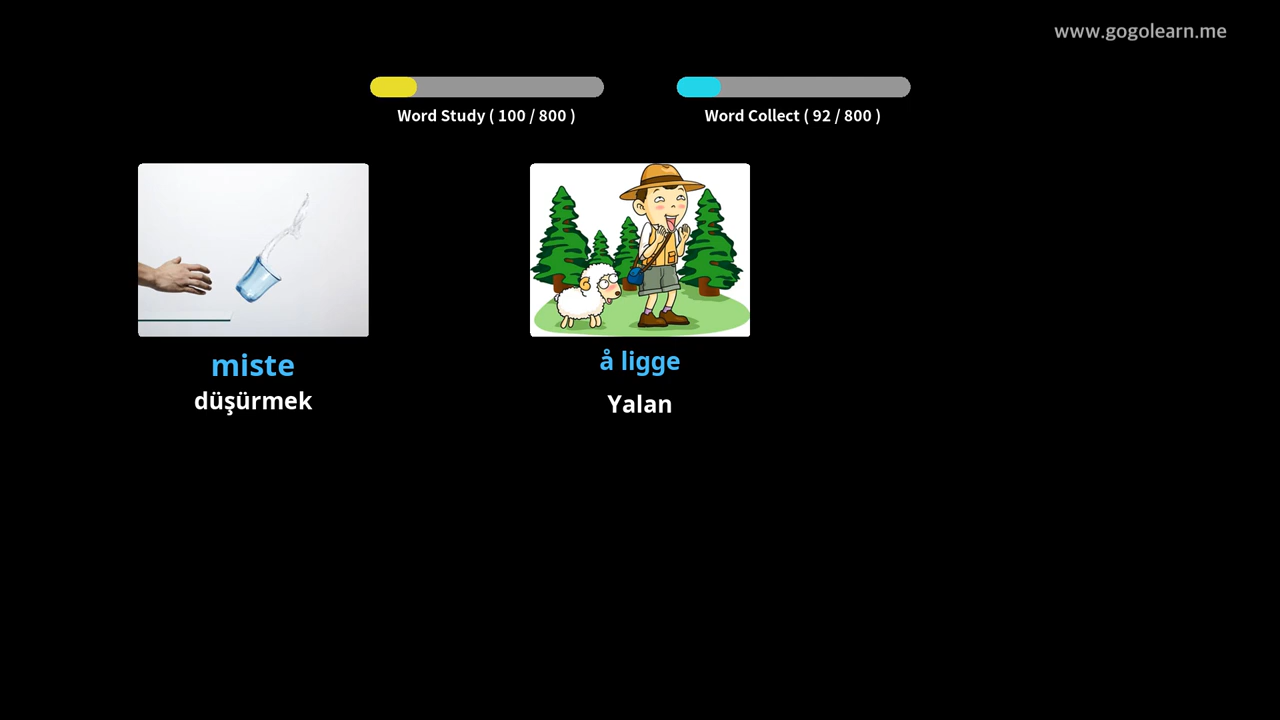 www.gogolearn.me
Word Study ( 100 / 800 )
Word Collect ( 92 / 800 )
miste
düşürmek
å ligge
Yalan